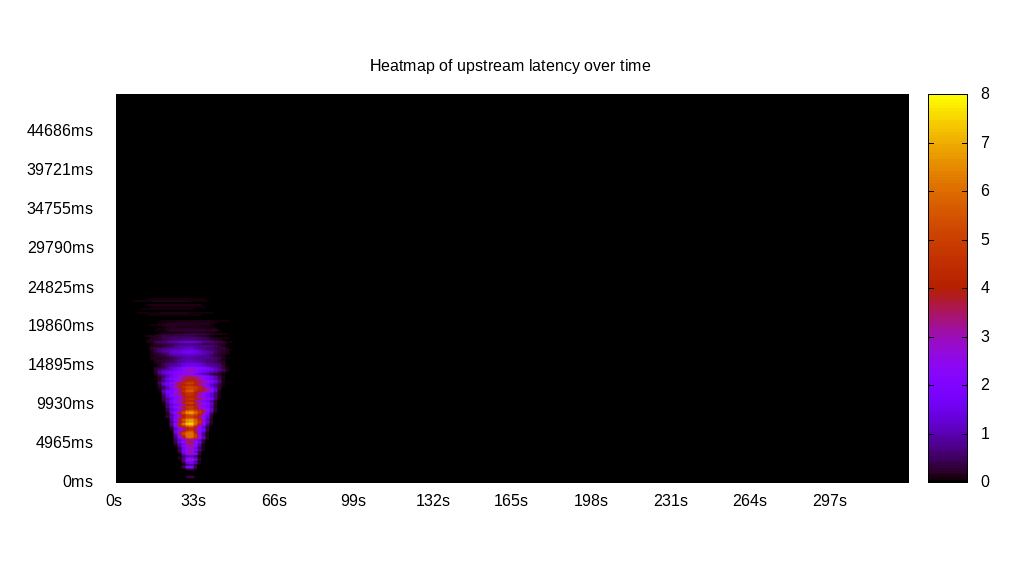 Heatmap of upstream latency over time
44686ms
39721ms
34755ms
29790ms
24825ms
19860ms
14895ms
9930ms
4965ms
0ms
0s 33s 66s 99s 132s 165s 198s 231s 264s 297s
8
7
6
5
4
3
2
1
0